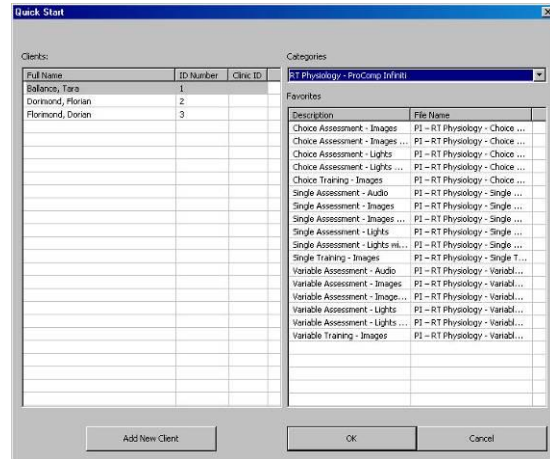 Quick Start
Clients:
Full Name ID Number Clinic ID
Ballance, Tara 1
Dorimond, Florian 2
Florimond, Dorian 3
Add New Client
Categories
RT Physiology - ProComp Infiniti
Favorites
Description File Name
Choice Assessment - Images PI – RT Physiology - Choice ...
Choice Assessment - Images ... PI – RT Physiology - Choice ...
Choice Assessment - Lights PI – RT Physiology - Choice ...
Choice Assessment - Lights ... PI – RT Physiology - Choice ...
Choice Training - Images PI – RT Physiology - Choice ...
Single Assessment - Audio PI – RT Physiology - Single ...
Single Assessment - Images PI – RT Physiology - Single ...
Single Assessment - Images ... PI – RT Physiology - Single ...
Single Assessment - Lights PI – RT Physiology - Single ...
Single Assessment - Lights wi... PI – RT Physiology - Single ...
Single Training - Images PI – RT Physiology - Single T...
Variable Assessment - Audio PI – RT Physiology - Variabl...
Variable Assessment - Images PI – RT Physiology - Variabl...
Variable Assessment - Image... PI – RT Physiology - Variabl...
Variable Assessment - Lights PI – RT Physiology - Variabl...
Variable Assessment - Lights ... PI – RT Physiology - Variabl...
Variable Training - Images PI – RT Physiology - Variabl...
OK Cancel